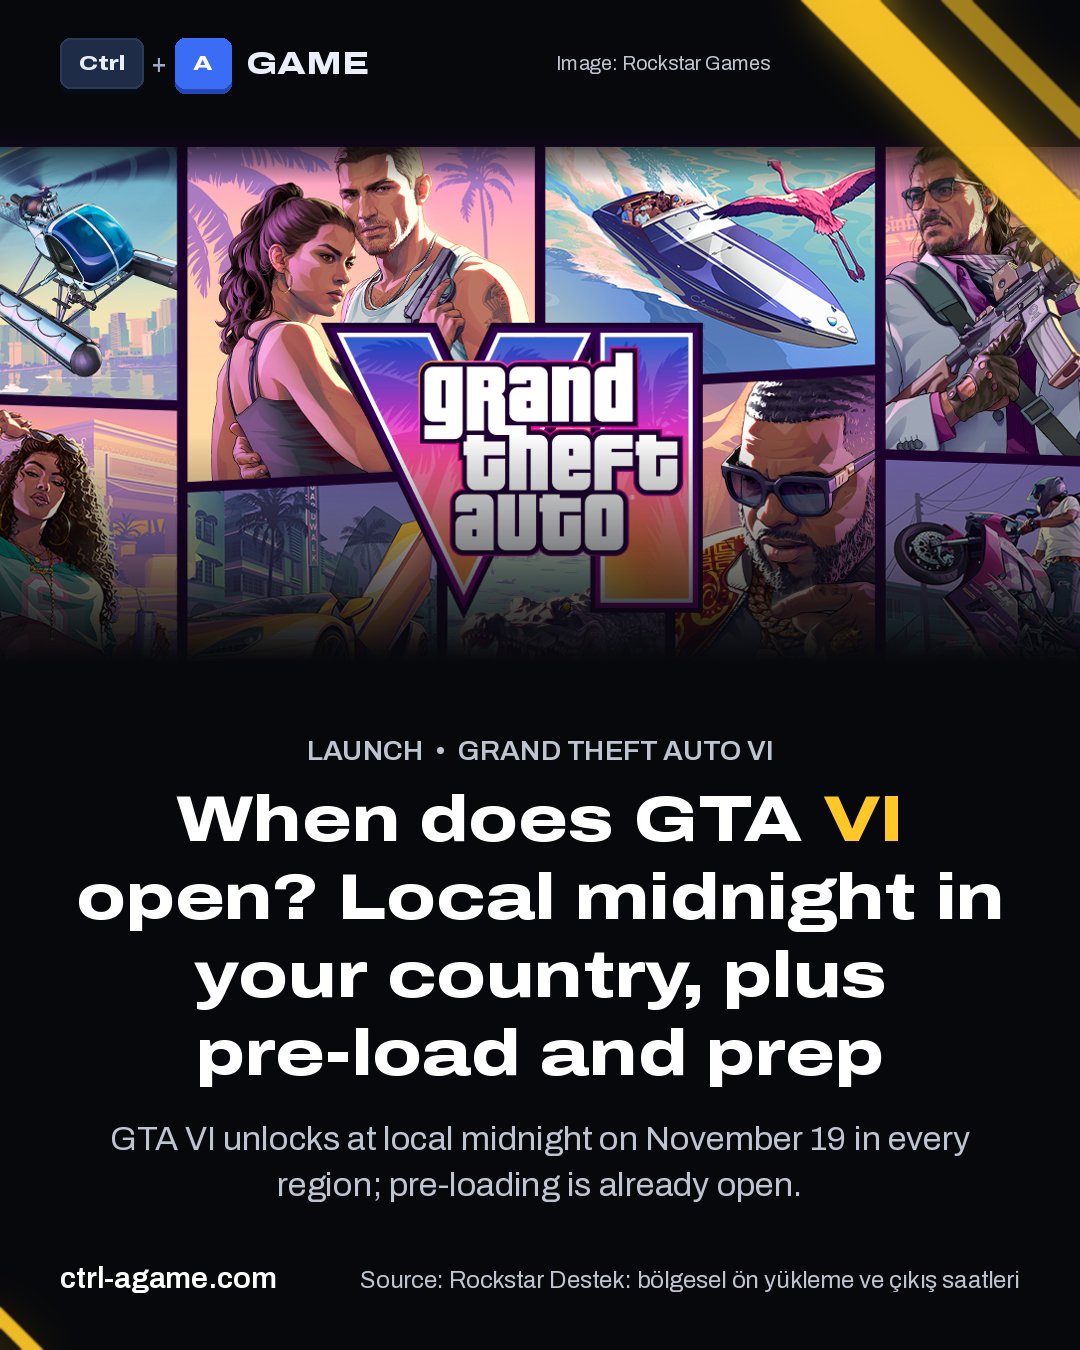 Ctrl + A GAME
Image: Rockstar Games
VI
grand
theft
auto
LAUNCH • GRAND THEFT AUTO VI
When does GTA VI
open? Local midnight in
your country, plus
pre-load and prep
GTA VI unlocks at local midnight on November 19 in every
region; pre-loading is already open.
ctrl-agame.com
Source: Rockstar Destek: bölgesel ön yükleme ve çıkış saatleri